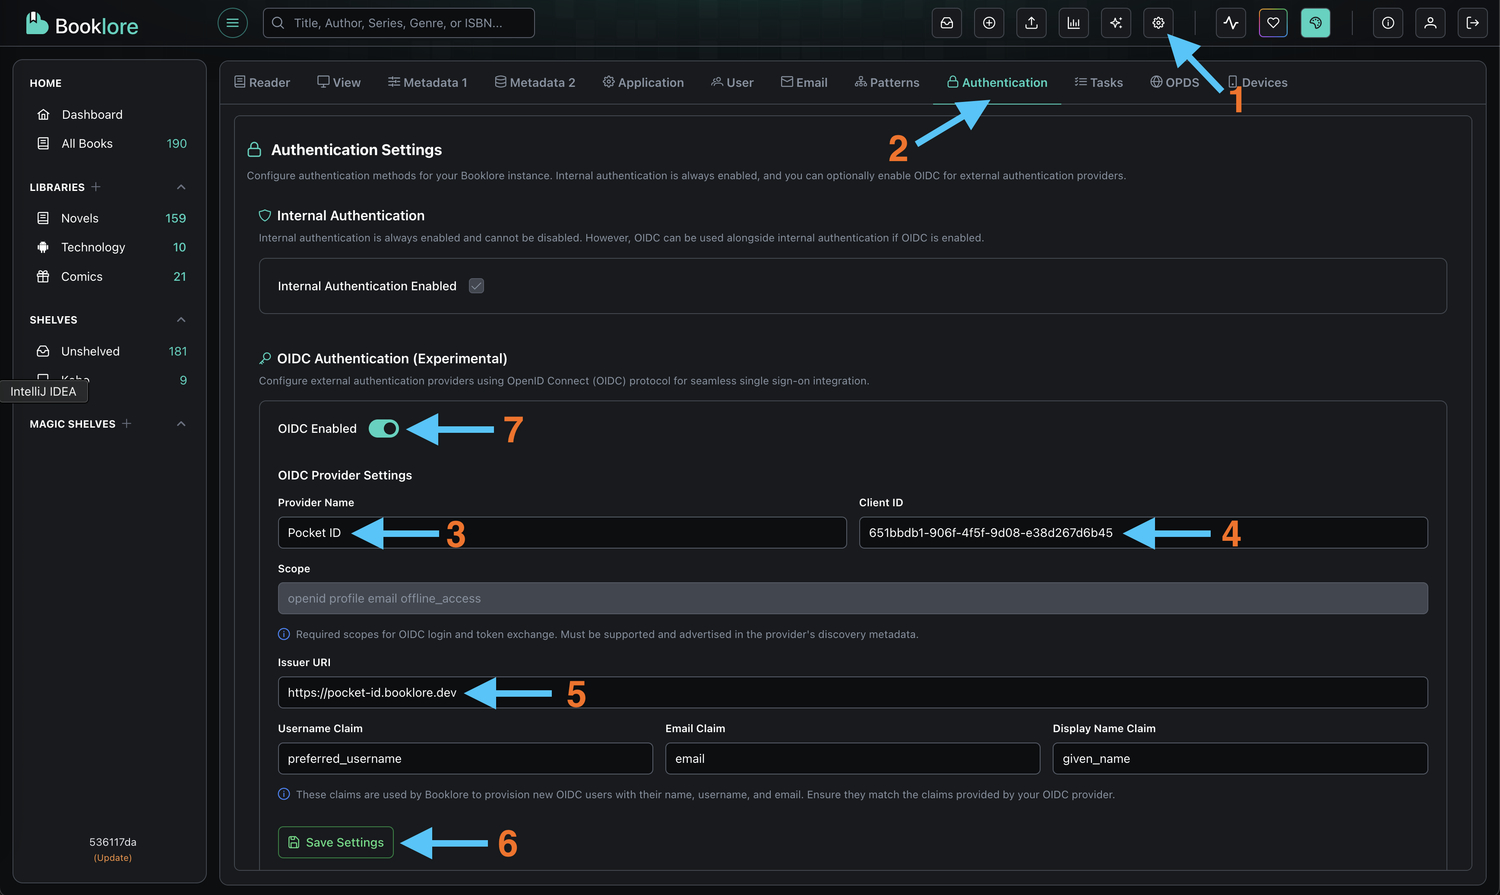 Booklore
Title, Author, Series, Genre, or ISBN...
1
HOME
Dashboard
All Books 190
LIBRARIES
Novels 159
Technology 10
Comics 21
SHELVES
Unshelved 181
Kobo 9
IntelliJ IDEA
MAGIC SHELVES
536117da
(Update)
Reader View Metadata 1 Metadata 2 Application User Email Patterns Authentication Tasks OPDS Devices
2
Authentication Settings
Configure authentication methods for your Booklore instance. Internal authentication is always enabled, and you can optionally enable OIDC for external authentication providers.
Internal Authentication
Internal authentication is always enabled and cannot be disabled. However, OIDC can be used alongside internal authentication if OIDC is enabled.
Internal Authentication Enabled
OIDC Authentication (Experimental)
Configure external authentication providers using OpenID Connect (OIDC) protocol for seamless single sign-on integration.
OIDC Enabled 7
OIDC Provider Settings
Provider Name Client ID
Pocket ID 3 651bbdb1-906f-4f5f-9d08-e38d267d6b45 4
Scope
openid profile email offline_access
Required scopes for OIDC login and token exchange. Must be supported and advertised in the provider's discovery metadata.
Issuer URI
https://pocket-id.booklore.dev 5
Username Claim Email Claim Display Name Claim
preferred_username email given_name
These claims are used by Booklore to provision new OIDC users with their name, username, and email. Ensure they match the claims provided by your OIDC provider.
Save Settings 6